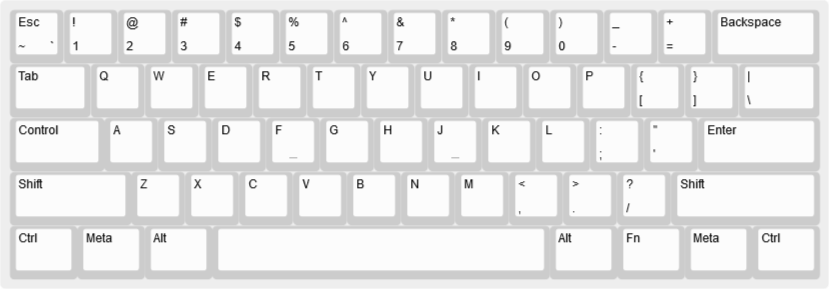 Esc ! @ # $ % ^ & * ( ) _ + Backspace
~ ` 1 2 3 4 5 6 7 8 9 0 - =
Tab Q W E R T Y U I O P { } |
[ ] \
Control A S D F G H J K L : " Enter
_ _ ; '
Shift Z X C V B N M < > ? Shift
, . /
Ctrl Meta Alt Alt Fn Meta Ctrl